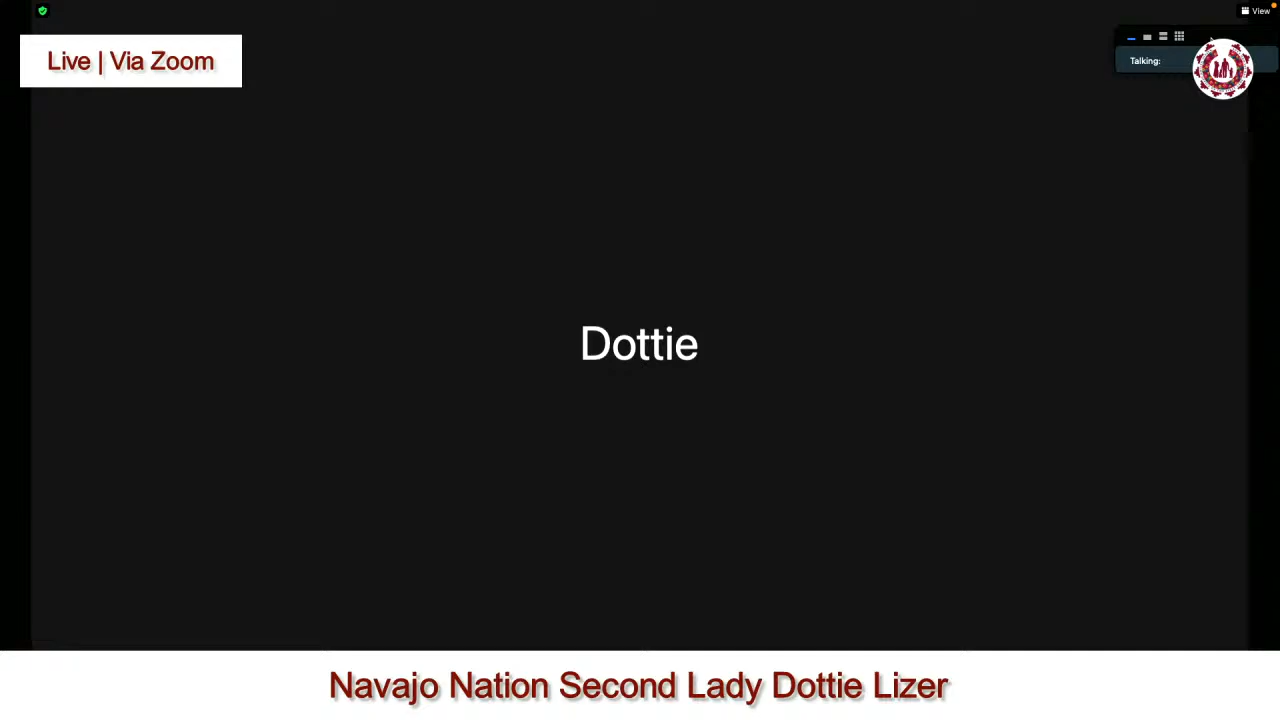 View
Live | Via Zoom
Talking:
Dottie
Navajo Nation Second Lady Dottie Lizer